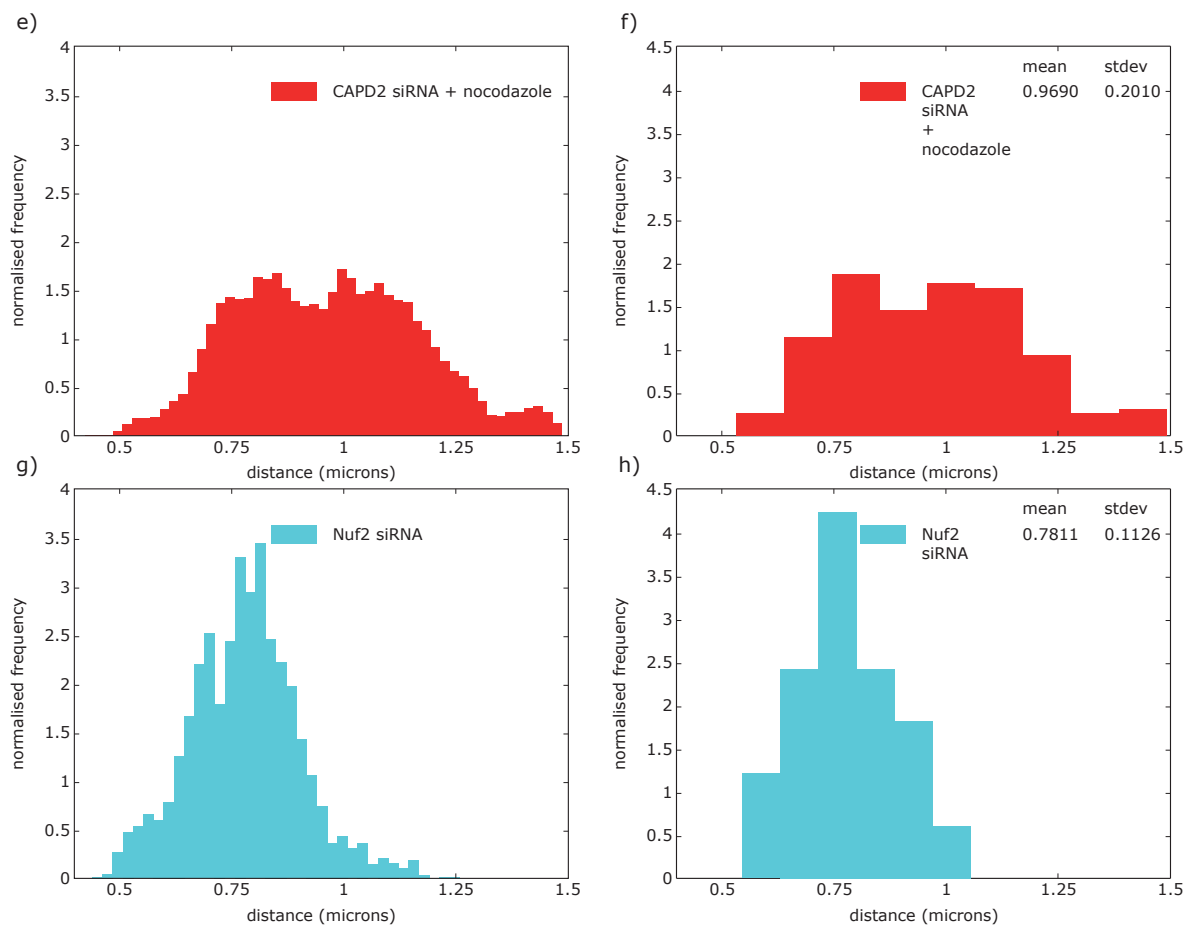 e)
4
3.5
3
2.5
2
1.5
1
0.5
0
normalised frequency
CAPD2 siRNA + nocodazole
0.5 0.75 1 1.25 1.5
distance (microns)
f)
4.5
4
3.5
3
2.5
2
1.5
1
0.5
0
normalised frequency
mean stdev
CAPD2 0.9690 0.2010
siRNA
+
nocodazole
0.5 0.75 1 1.25 1.5
distance (microns)
g)
4
3.5
3
2.5
2
1.5
1
0.5
0
normalised frequency
Nuf2 siRNA
0.5 0.75 1 1.25 1.5
distance (microns)
h)
4.5
4
3.5
3
2.5
2
1.5
1
0.5
0
normalised frequency
mean stdev
Nuf2 0.7811 0.1126
siRNA
0.5 0.75 1 1.25 1.5
distance (microns)